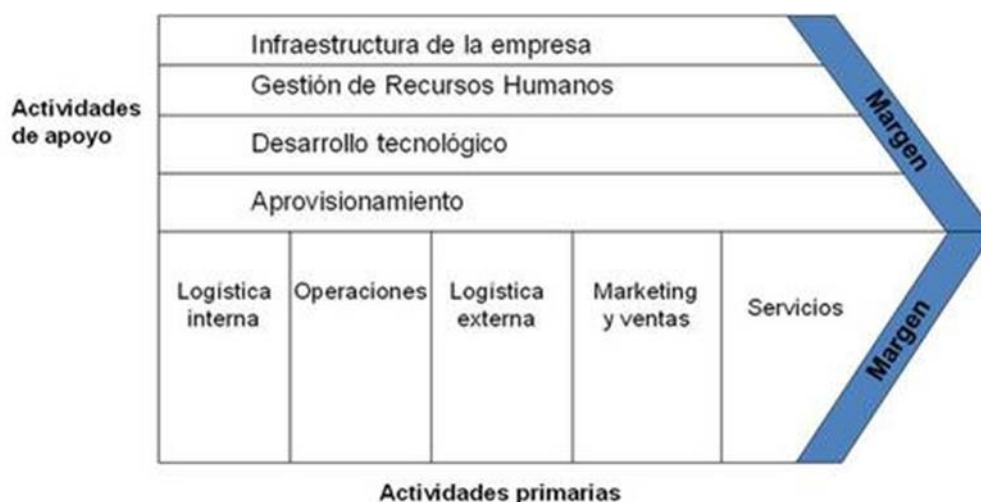 Infraestructura de la empresa
Gestión de Recursos Humanos
Actividades
de apoyo
Desarrollo tecnológico
Aprovisionamiento
Margen
Logística
interna
Operaciones
Logística
externa
Marketing
y ventas
Servicios
Margen
Actividades primarias